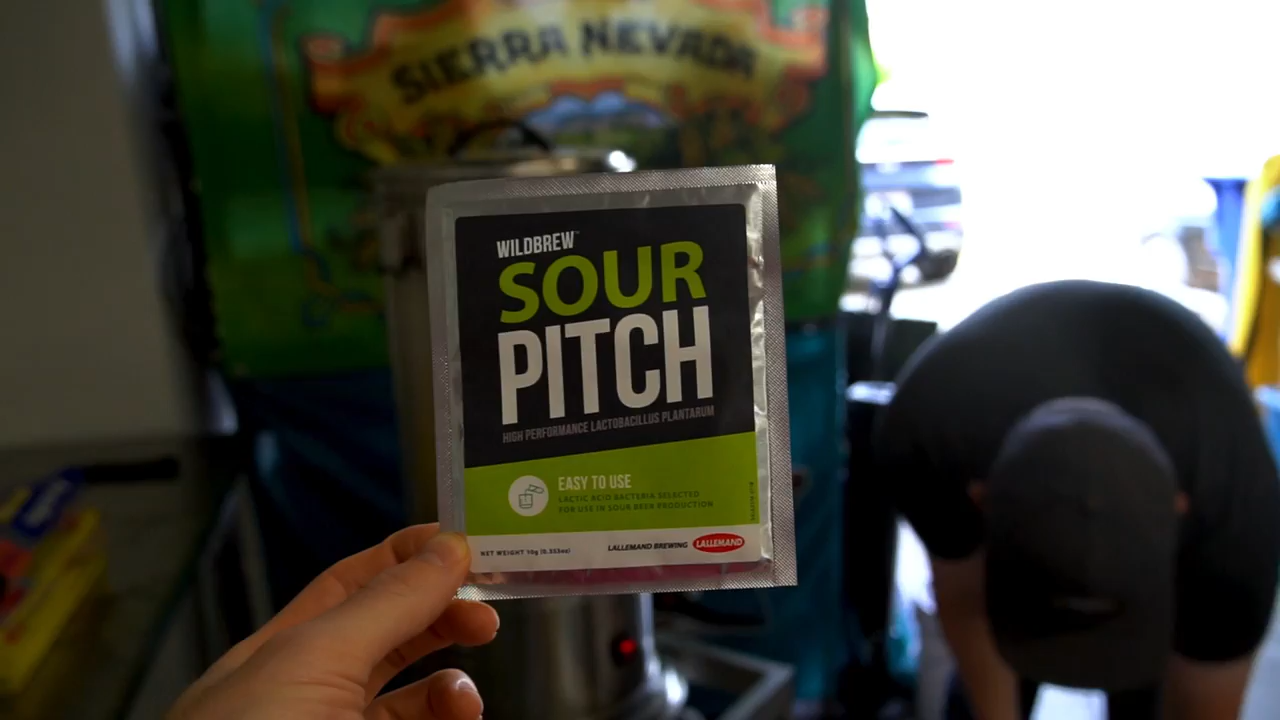 SIERRA NEVADA
WILDBREW™
SOUR
PITCH
HIGH PERFORMANCE LACTOBACILLUS PLANTARUM
EASY TO USE
LACTIC ACID BACTERIA SELECTED
FOR USE IN SOUR BEER PRODUCTION
NET WEIGHT 10g (0.353oz)
LALLEMAND BREWING
LALLEMAND